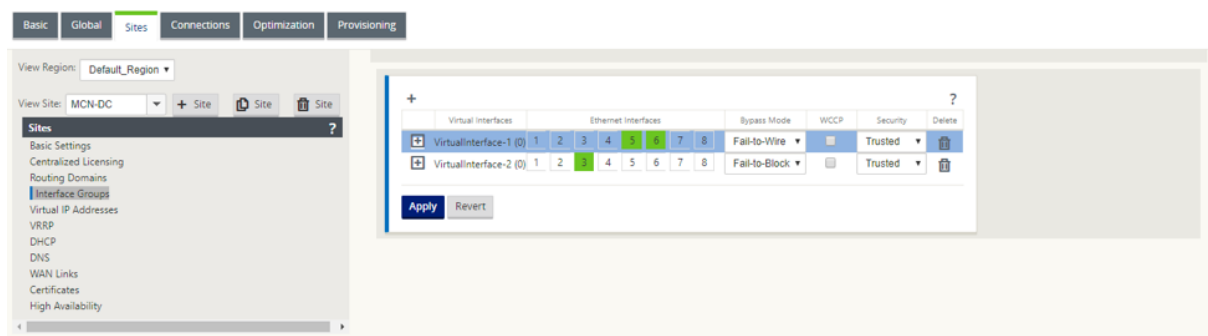 Basic Global Sites Connections Optimization Provisioning
View Region: Default_Region
View Site: MCN-DC + Site Site Site
Sites ?
Basic Settings
Centralized Licensing
Routing Domains
Interface Groups
Virtual IP Addresses
VRRP
DHCP
DNS
WAN Links
Certificates
High Availability
+ ?
Virtual Interfaces Ethernet Interfaces Bypass Mode WCCP Security Delete
VirtualInterface-1 (0) 1 2 3 4 5 6 7 8 Fail-to-Wire Trusted
VirtualInterface-2 (0) 1 2 3 4 5 6 7 8 Fail-to-Block Trusted
Apply Revert